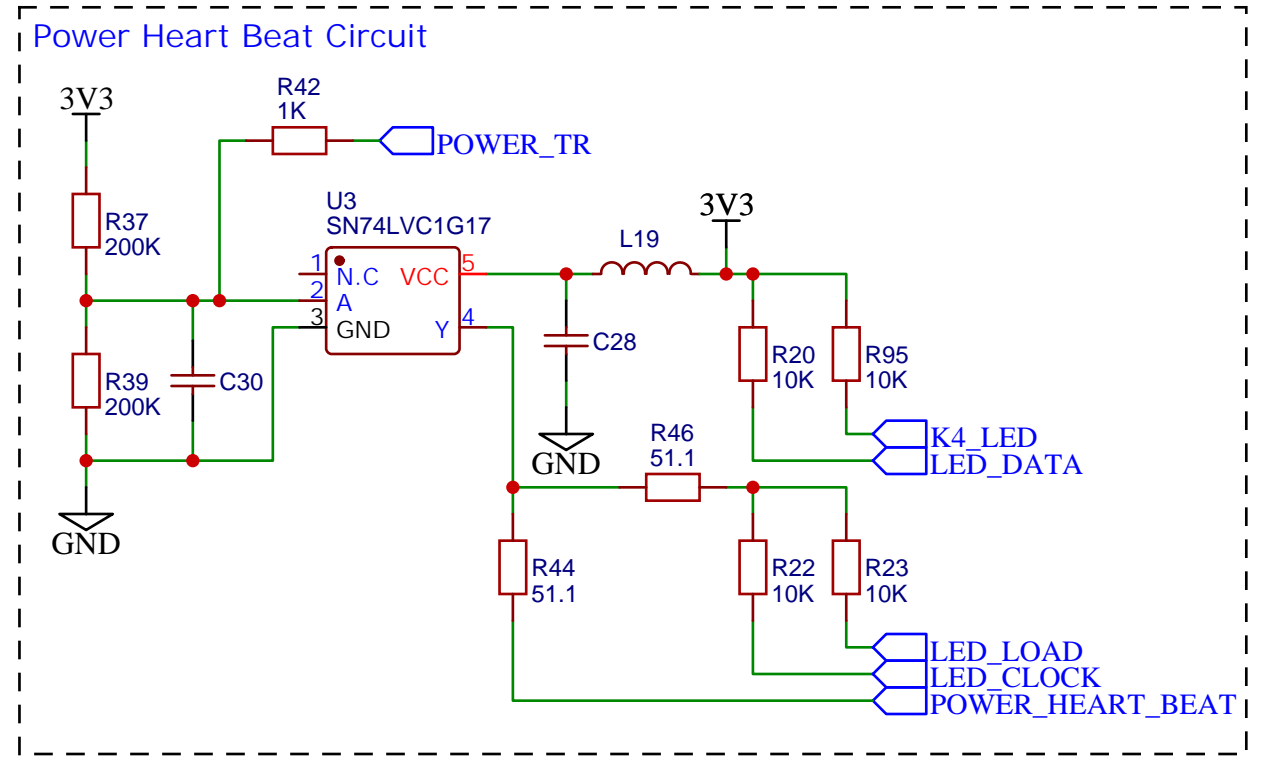 Power Heart Beat Circuit
3V3
R42
1K
POWER_TR
R37
200K
U3
SN74LVC1G17
1
N.C
VCC
5
2
A
3
GND
Y
4
L19
3V3
C28
GND
R20
10K
R95
10K
K4_LED
LED_DATA
R39
200K
C30
GND
R46
51.1
R44
51.1
R22
10K
R23
10K
LED_LOAD
LED_CLOCK
POWER_HEART_BEAT